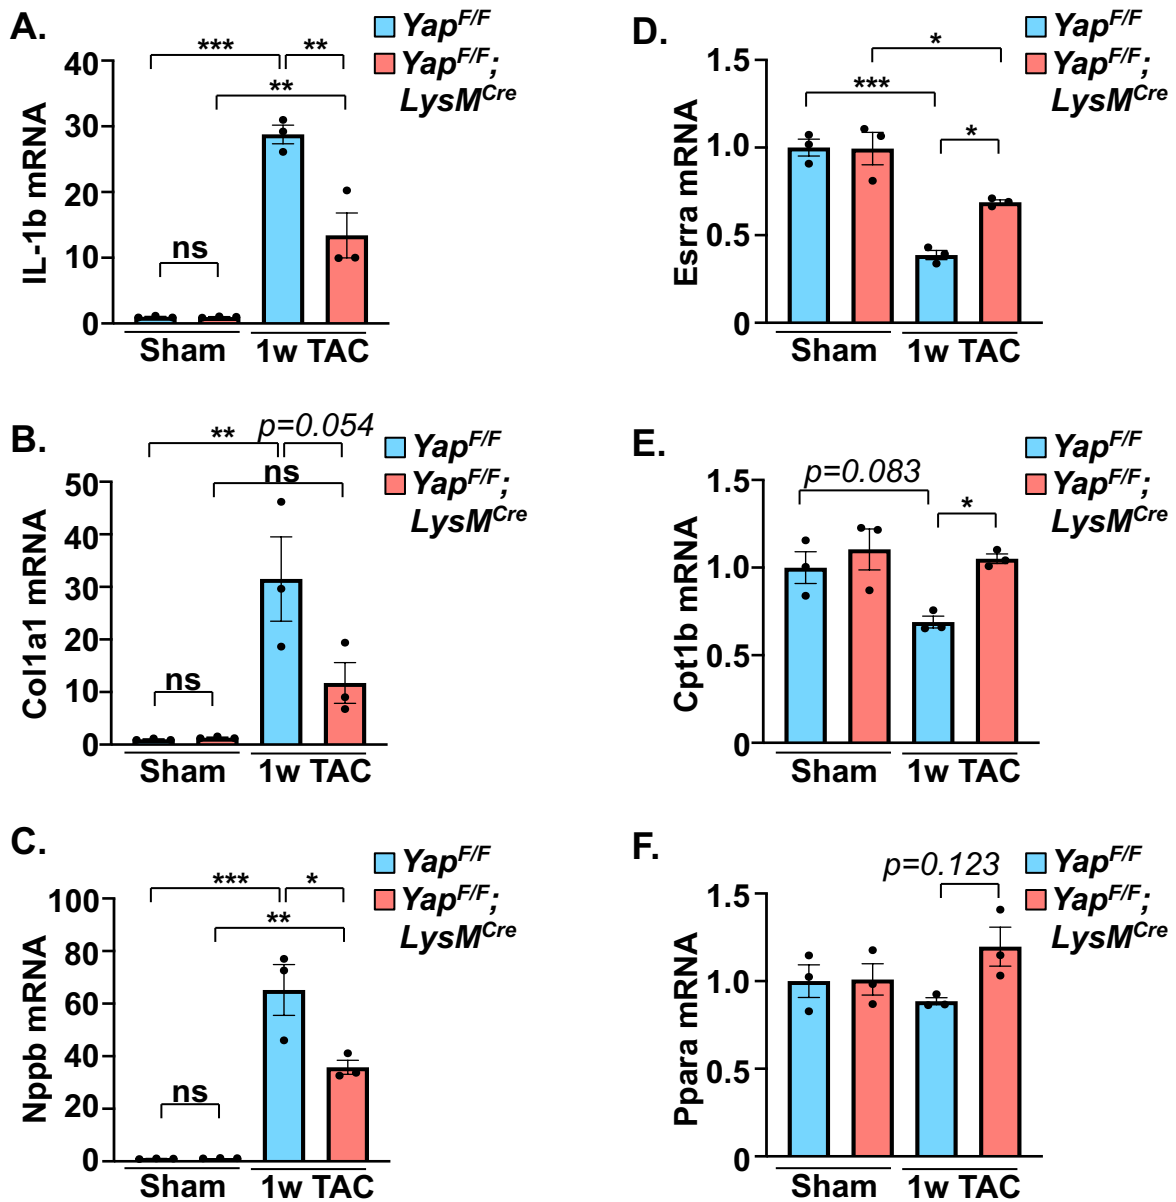 A.
Yap^F/F
Yap^F/F;
LysM^Cre
*** **
**
ns
IL-1b mRNA
40
30
20
10
0
Sham 1w TAC
B.
Yap^F/F
Yap^F/F;
LysM^Cre
** p=0.054
ns
ns
Col1a1 mRNA
50
40
30
20
10
0
Sham 1w TAC
C.
Yap^F/F
Yap^F/F;
LysM^Cre
*** *
**
ns
Nppb mRNA
100
80
60
40
20
0
Sham 1w TAC
D.
Yap^F/F
Yap^F/F;
LysM^Cre
*
***
*
Esrra mRNA
1.5
1.0
0.5
0
Sham 1w TAC
E.
Yap^F/F
Yap^F/F;
LysM^Cre
p=0.083
*
Cpt1b mRNA
1.5
1.0
0.5
0
Sham 1w TAC
F.
Yap^F/F
Yap^F/F;
LysM^Cre
p=0.123
Ppara mRNA
1.5
1.0
0.5
0
Sham 1w TAC